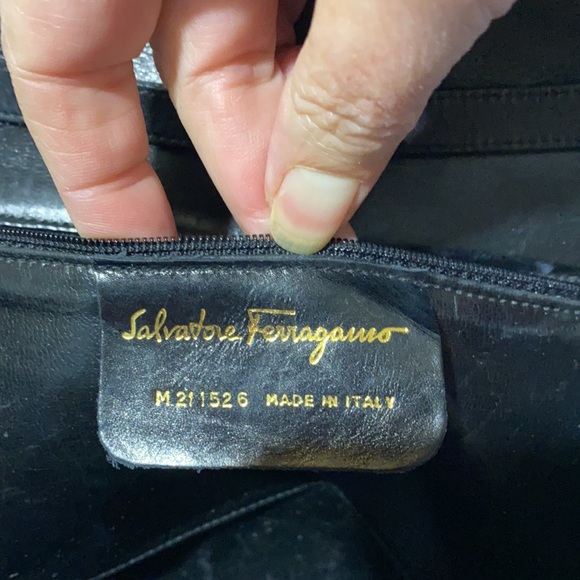 Salvatore Ferragamo
M.211526 MADE IN ITALY